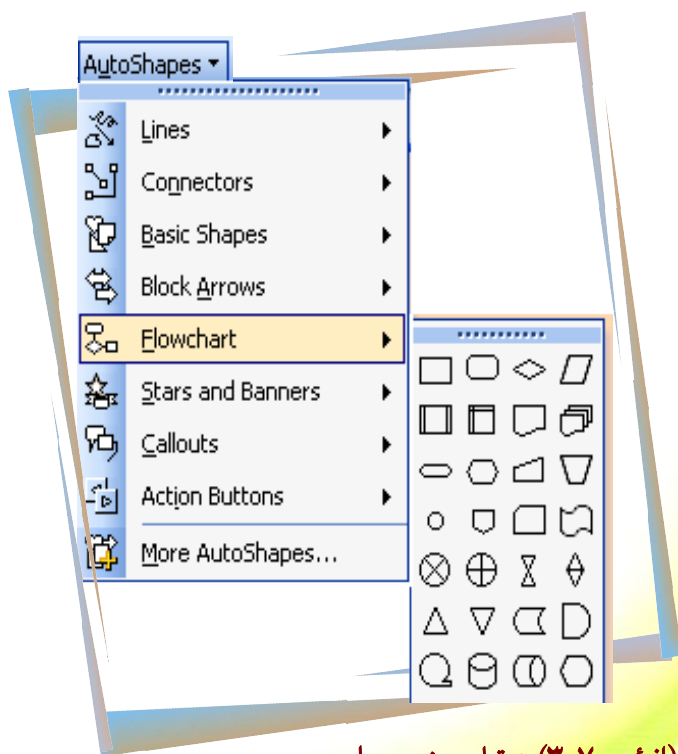 AutoShapes
Lines
Connectors
Basic Shapes
Block Arrows
Flowchart
Stars and Banners
Callouts
Action Buttons
More AutoShapes...